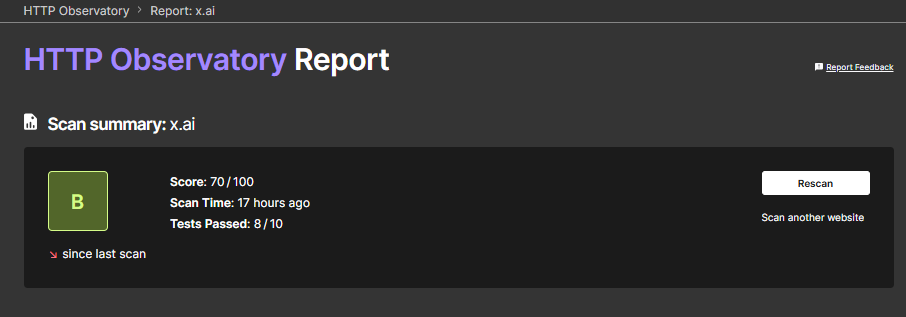 HTTP Observatory > Report: x.ai
HTTP Observatory Report
Report Feedback
Scan summary: x.ai
B
Score: 70 / 100
Scan Time: 17 hours ago
Tests Passed: 8 / 10
Rescan
Scan another website
since last scan